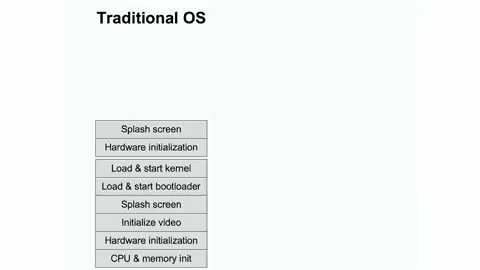 Traditional OS
Splash screen
Hardware initialization
Load & start kernel
Load & start bootloader
Splash screen
Initialize video
Hardware initialization
CPU & memory init